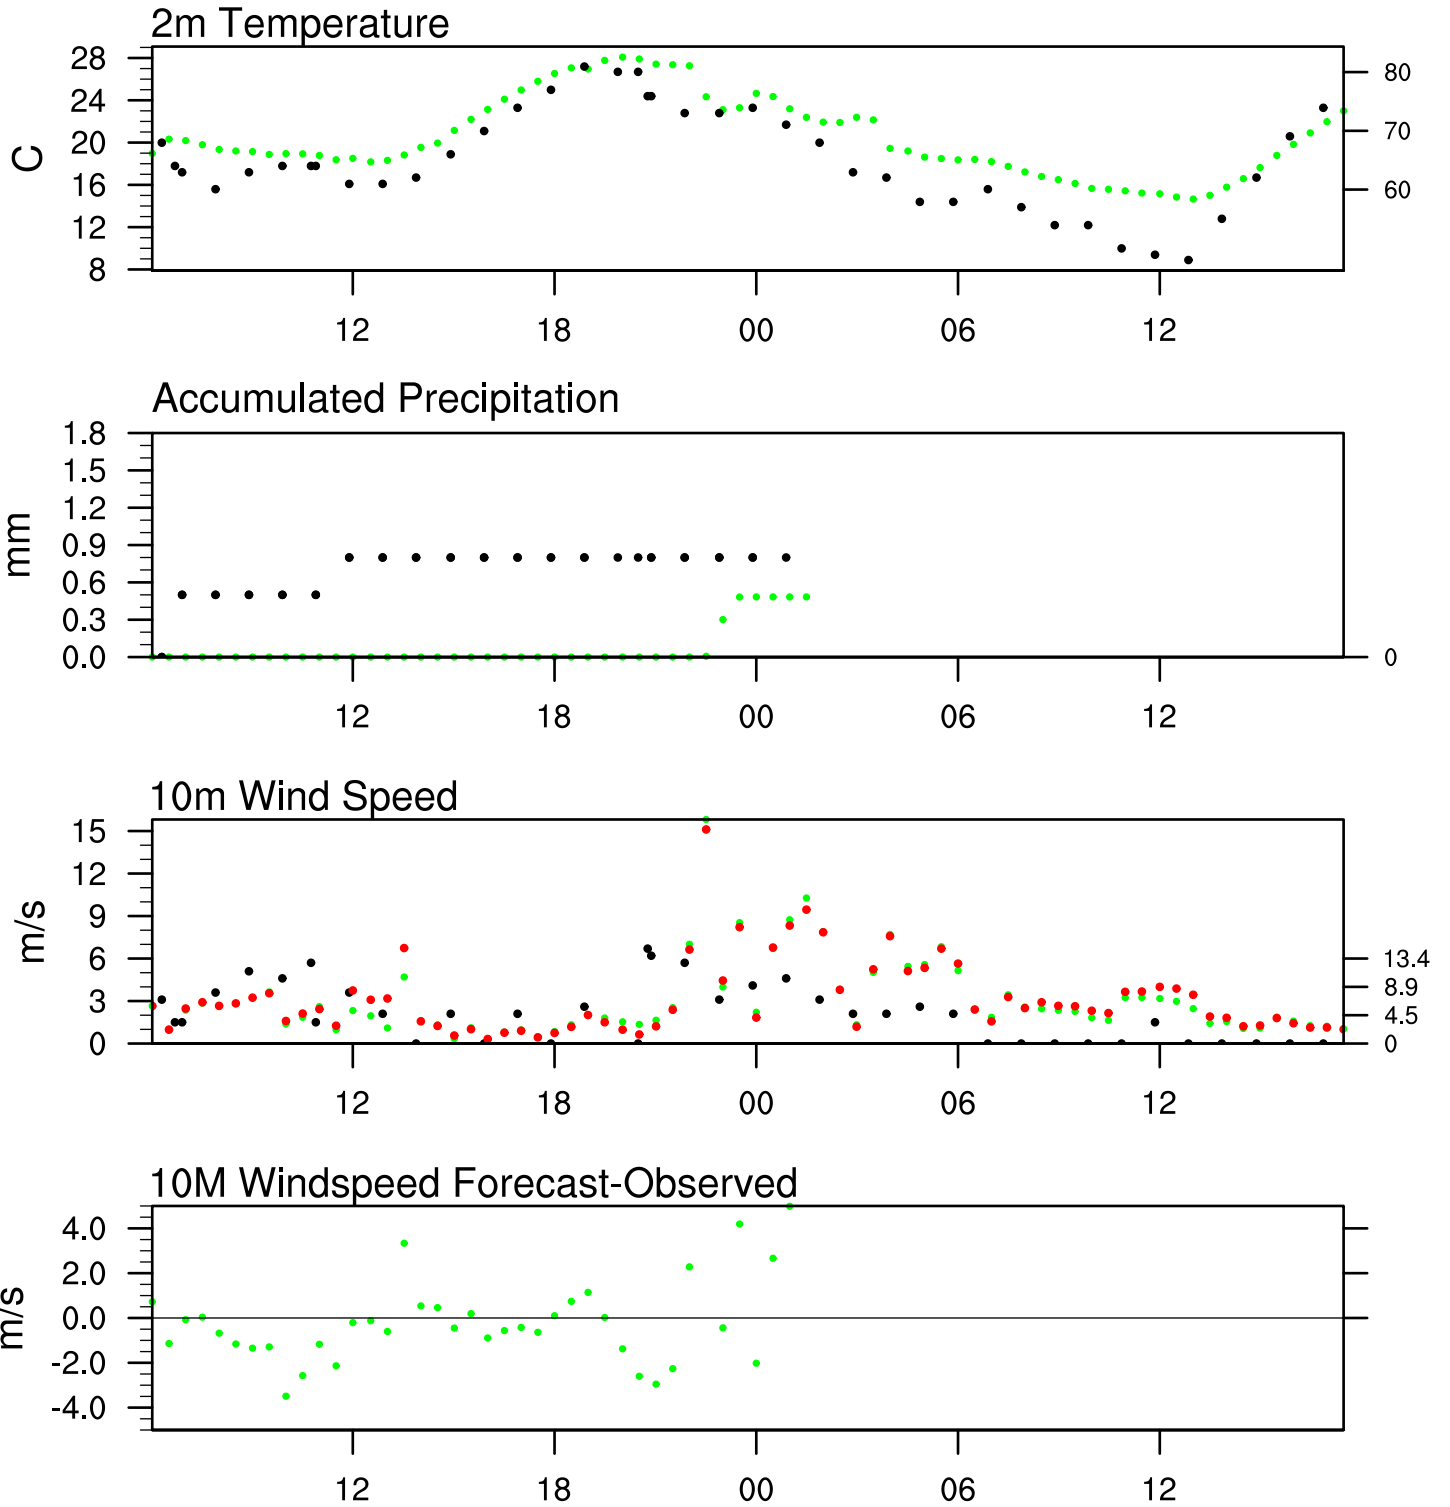 2m Temperature
28
24
20
16
12
8
C
80
70
60
12 18 00 06 12
Accumulated Precipitation
1.8
1.5
1.2
0.9
0.6
0.3
0.0
mm
0
12 18 00 06 12
10m Wind Speed
15
12
9
6
3
0
m/s
13.4
8.9
4.5
0
12 18 00 06 12
10M Windspeed Forecast-Observed
4.0
2.0
0.0
-2.0
-4.0
m/s
12 18 00 06 12